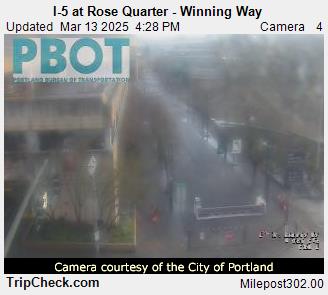 I-5 at Rose Quarter - Winning Way
Updated Mar 13 2025 4:28 PM Camera 4
PBOT
PORTLAND BUREAU OF TRANSPORTATION
Camera courtesy of the City of Portland
TripCheck.com Milepost302.00